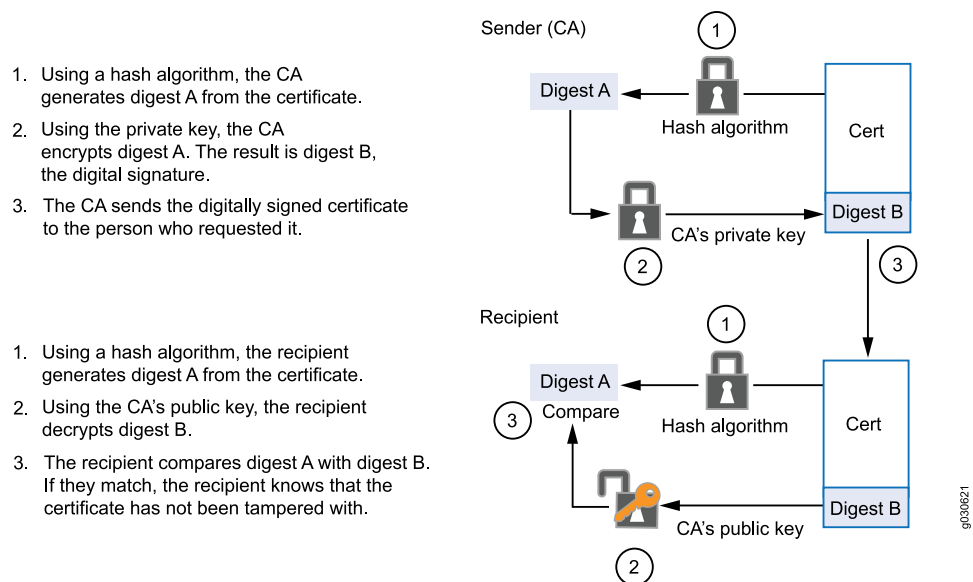 Sender (CA)
1
1. Using a hash algorithm, the CA
generates digest A from the certificate.
2. Using the private key, the CA
encrypts digest A. The result is digest B,
the digital signature.
3. The CA sends the digitally signed certificate
to the person who requested it.
Digest A
Hash algorithm
Cert
Digest B
CA’s private key
2
3
Recipient
1
1. Using a hash algorithm, the recipient
generates digest A from the certificate.
2. Using the CA’s public key, the recipient
decrypts digest B.
3. The recipient compares digest A with digest B.
If they match, the recipient knows that the
certificate has not been tampered with.
Digest A
3
Compare
Hash algorithm
Cert
Digest B
CA’s public key
2
g030621